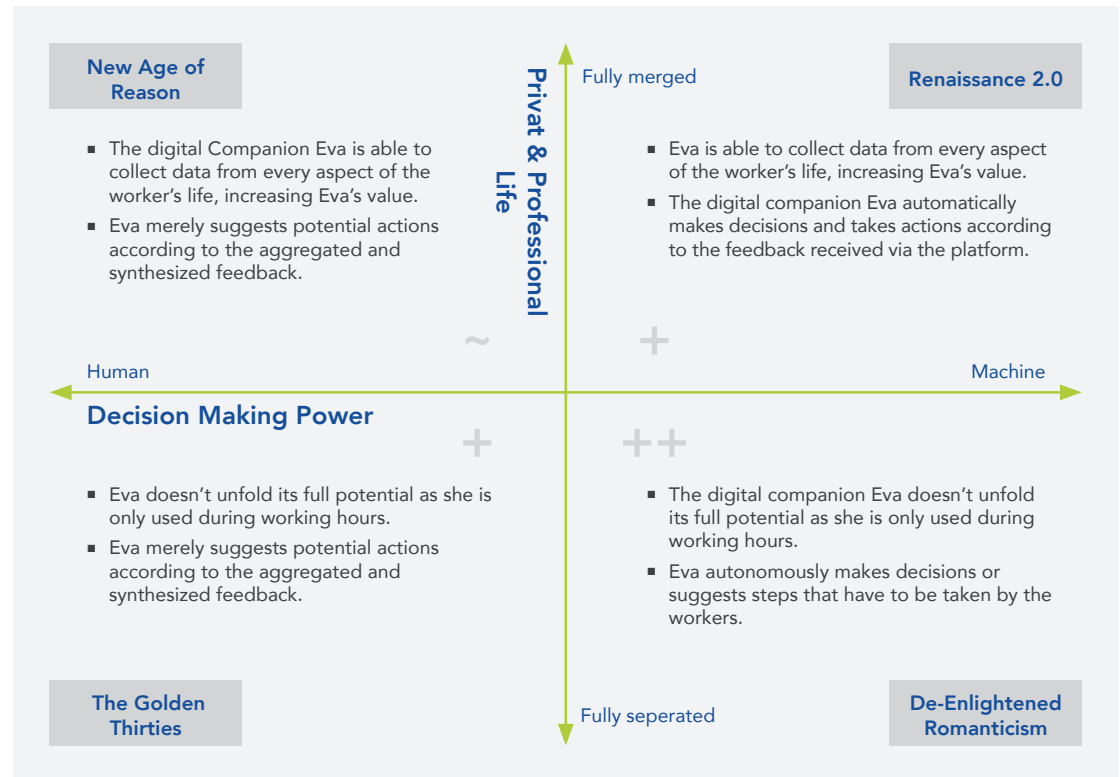 New Age of
Reason
Privat & Professional
Life
Fully merged
Renaissance 2.0
▪ The digital Companion Eva is able to
collect data from every aspect of the
worker's life, increasing Eva's value.
▪ Eva merely suggests potential actions
according to the aggregated and
synthesized feedback.
▪ Eva is able to collect data from every aspect
of the worker's life, increasing Eva's value.
▪ The digital companion Eva automatically
makes decisions and takes actions according
to the feedback received via the platform.
~
+
Human
Machine
Decision Making Power
+
++
▪ Eva doesn't unfold its full potential as she is
only used during working hours.
▪ Eva merely suggests potential actions
according to the aggregated and
synthesized feedback.
▪ The digital companion Eva doesn't unfold
its full potential as she is only used during
working hours.
▪ Eva autonomously makes decisions or
suggests steps that have to be taken by the
workers.
The Golden
Thirties
Fully seperated
De-Enlightened
Romanticism